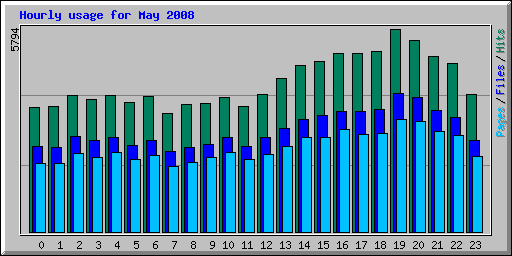 Hourly usage for May 2008
5794
Pages/Files/Hits
0 1 2 3 4 5 6 7 8 9 10 11 12 13 14 15 16 17 18 19 20 21 22 23